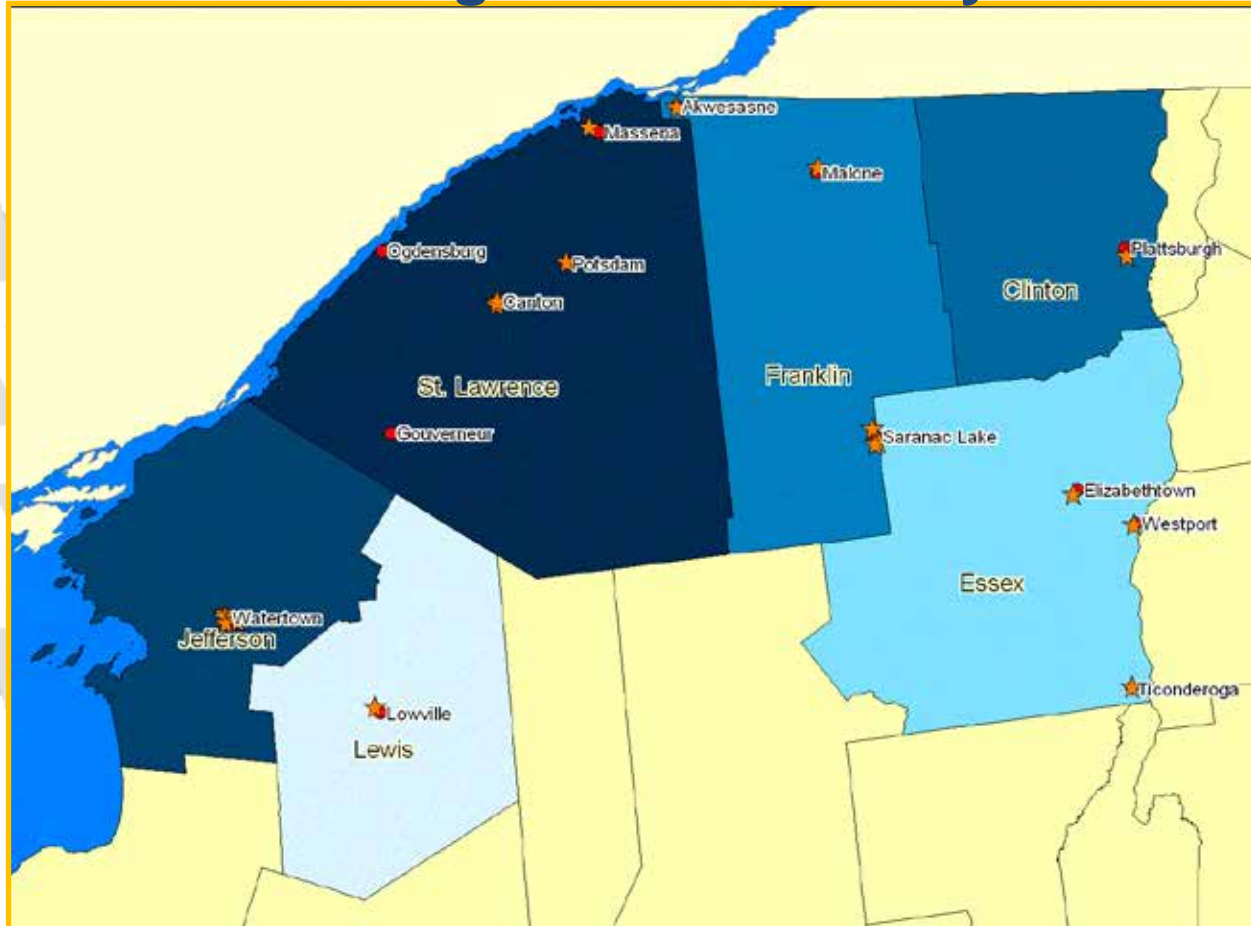 Akwesasne
Massena
Malone
Ogdensburg
Plattsburgh
Potsdam
Clinton
Canton
Franklin
St. Lawrence
Gouverneur
Saranac Lake
Elizabethtown
Westport
Essex
Watertown
Jefferson
Ticonderoga
Lowville
Lewis